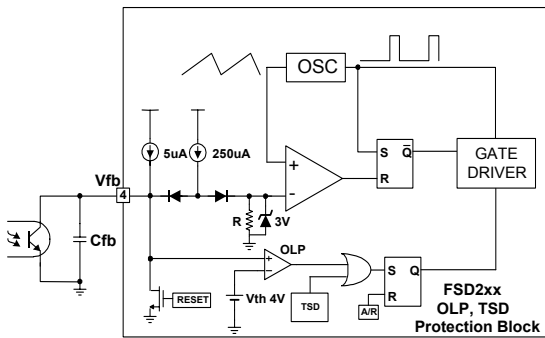 OSC
5uA
250uA
Vfb
4
+
−
S
Q̅
R
GATE
DRIVER
Cfb
R
3V
OLP
+
−
RESET
Vth 4V
TSD
S
Q
R
A/R
FSD2xx
OLP, TSD
Protection Block